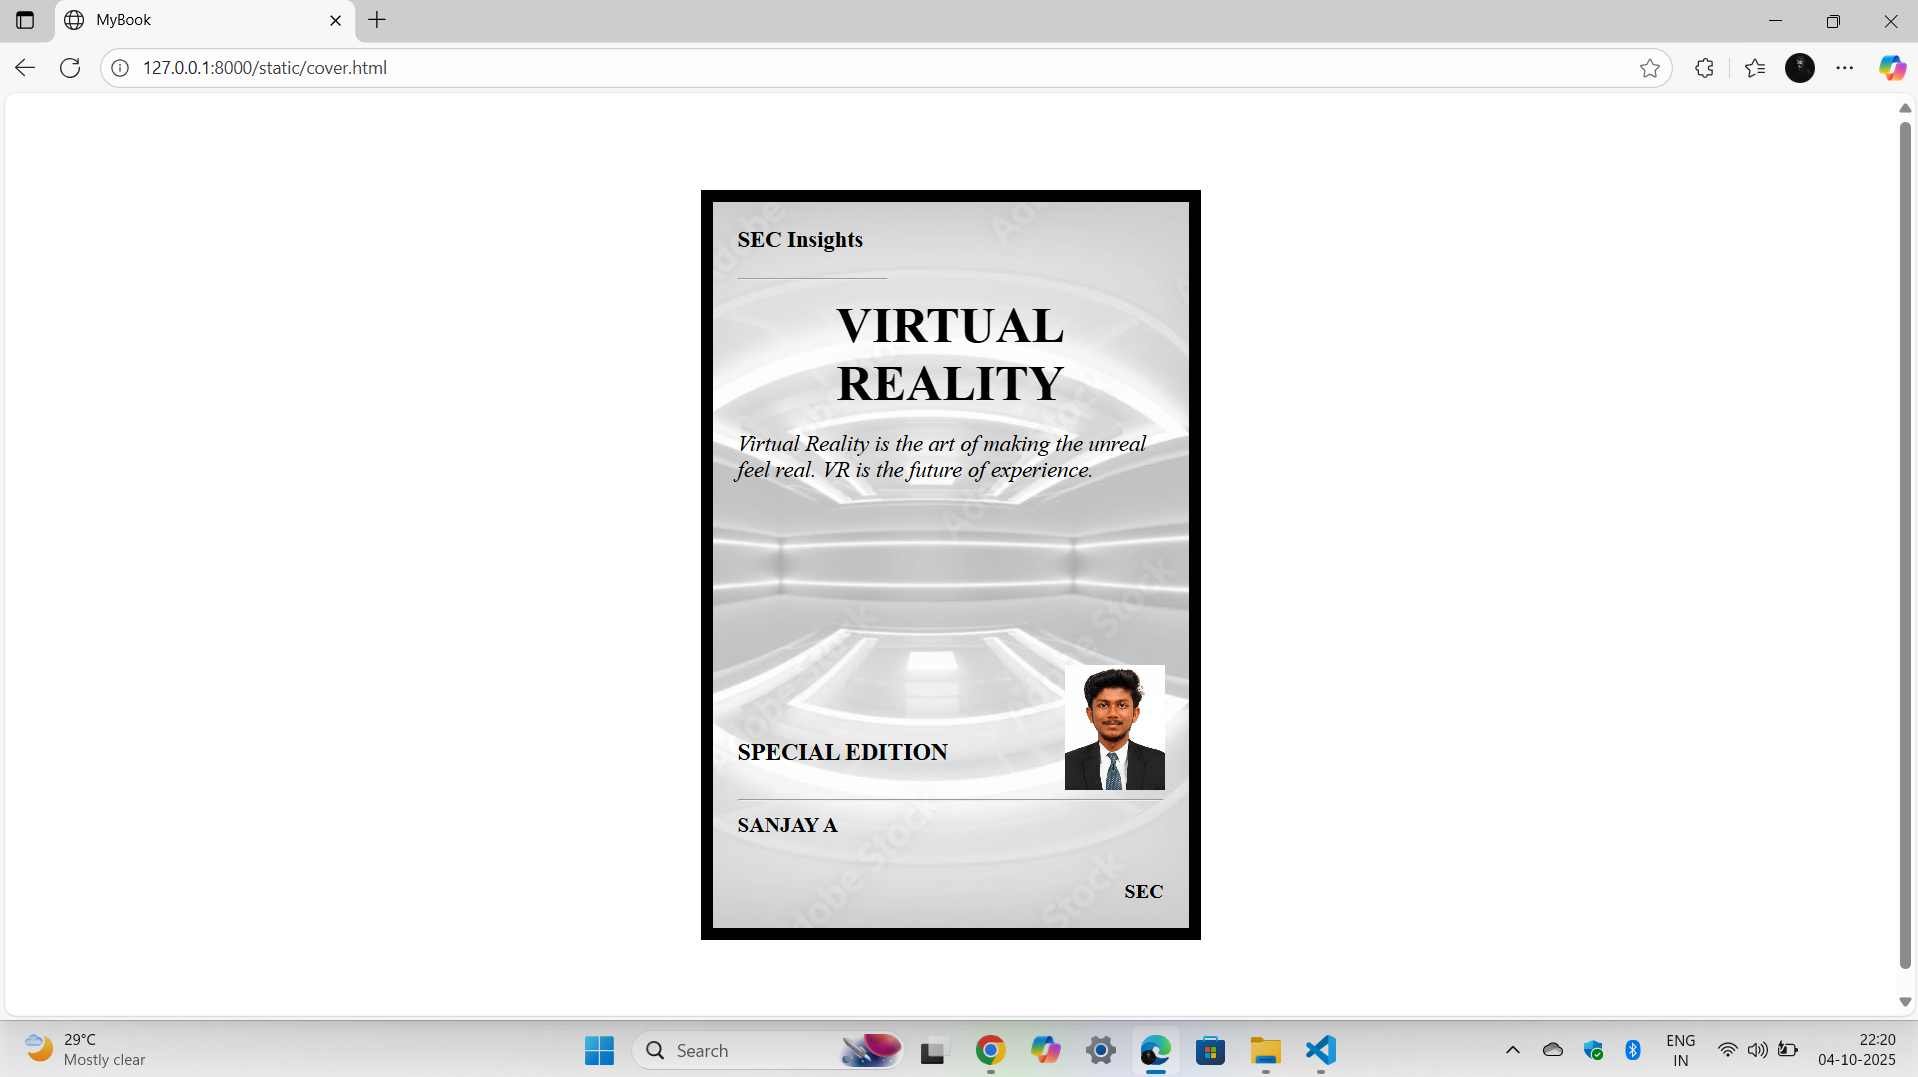 MyBook
127.0.0.1:8000/static/cover.html
SEC Insights
VIRTUAL
REALITY
Virtual Reality is the art of making the unreal
feel real. VR is the future of experience.
SPECIAL EDITION
SANJAY A
SEC
Adobe Stock
29°C
Mostly clear
Search
ENG
IN
22:20
04-10-2025